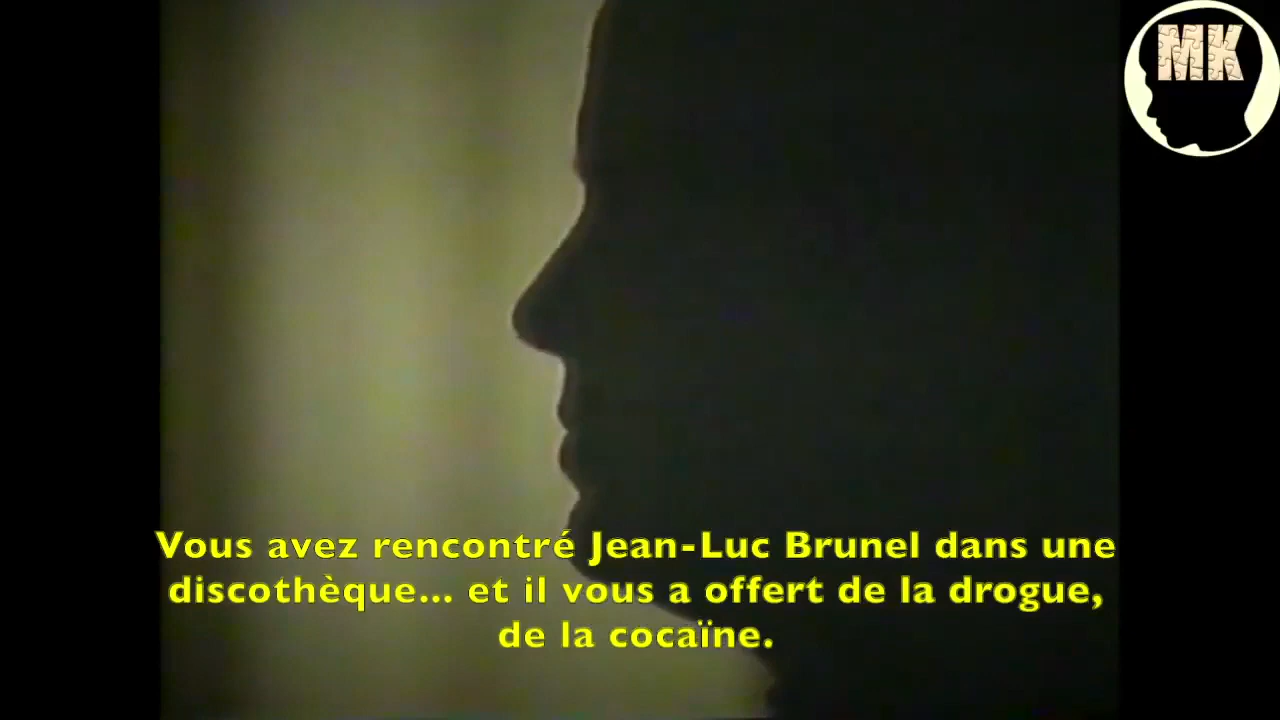 MK
Vous avez rencontré Jean-Luc Brunel dans une
discothèque... et il vous a offert de la drogue,
de la cocaïne.